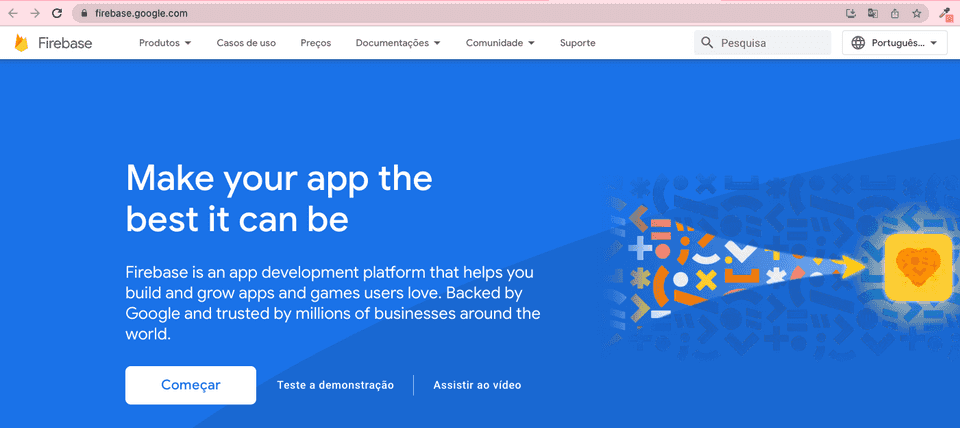 firebase.google.com
Firebase Produtos Casos de uso Preços Documentações Comunidade Suporte Pesquisa Português...
Make your app the
best it can be
Firebase is an app development platform that helps you
build and grow apps and games users love. Backed by
Google and trusted by millions of businesses around the
world.
Começar Teste a demonstração Assistir ao vídeo